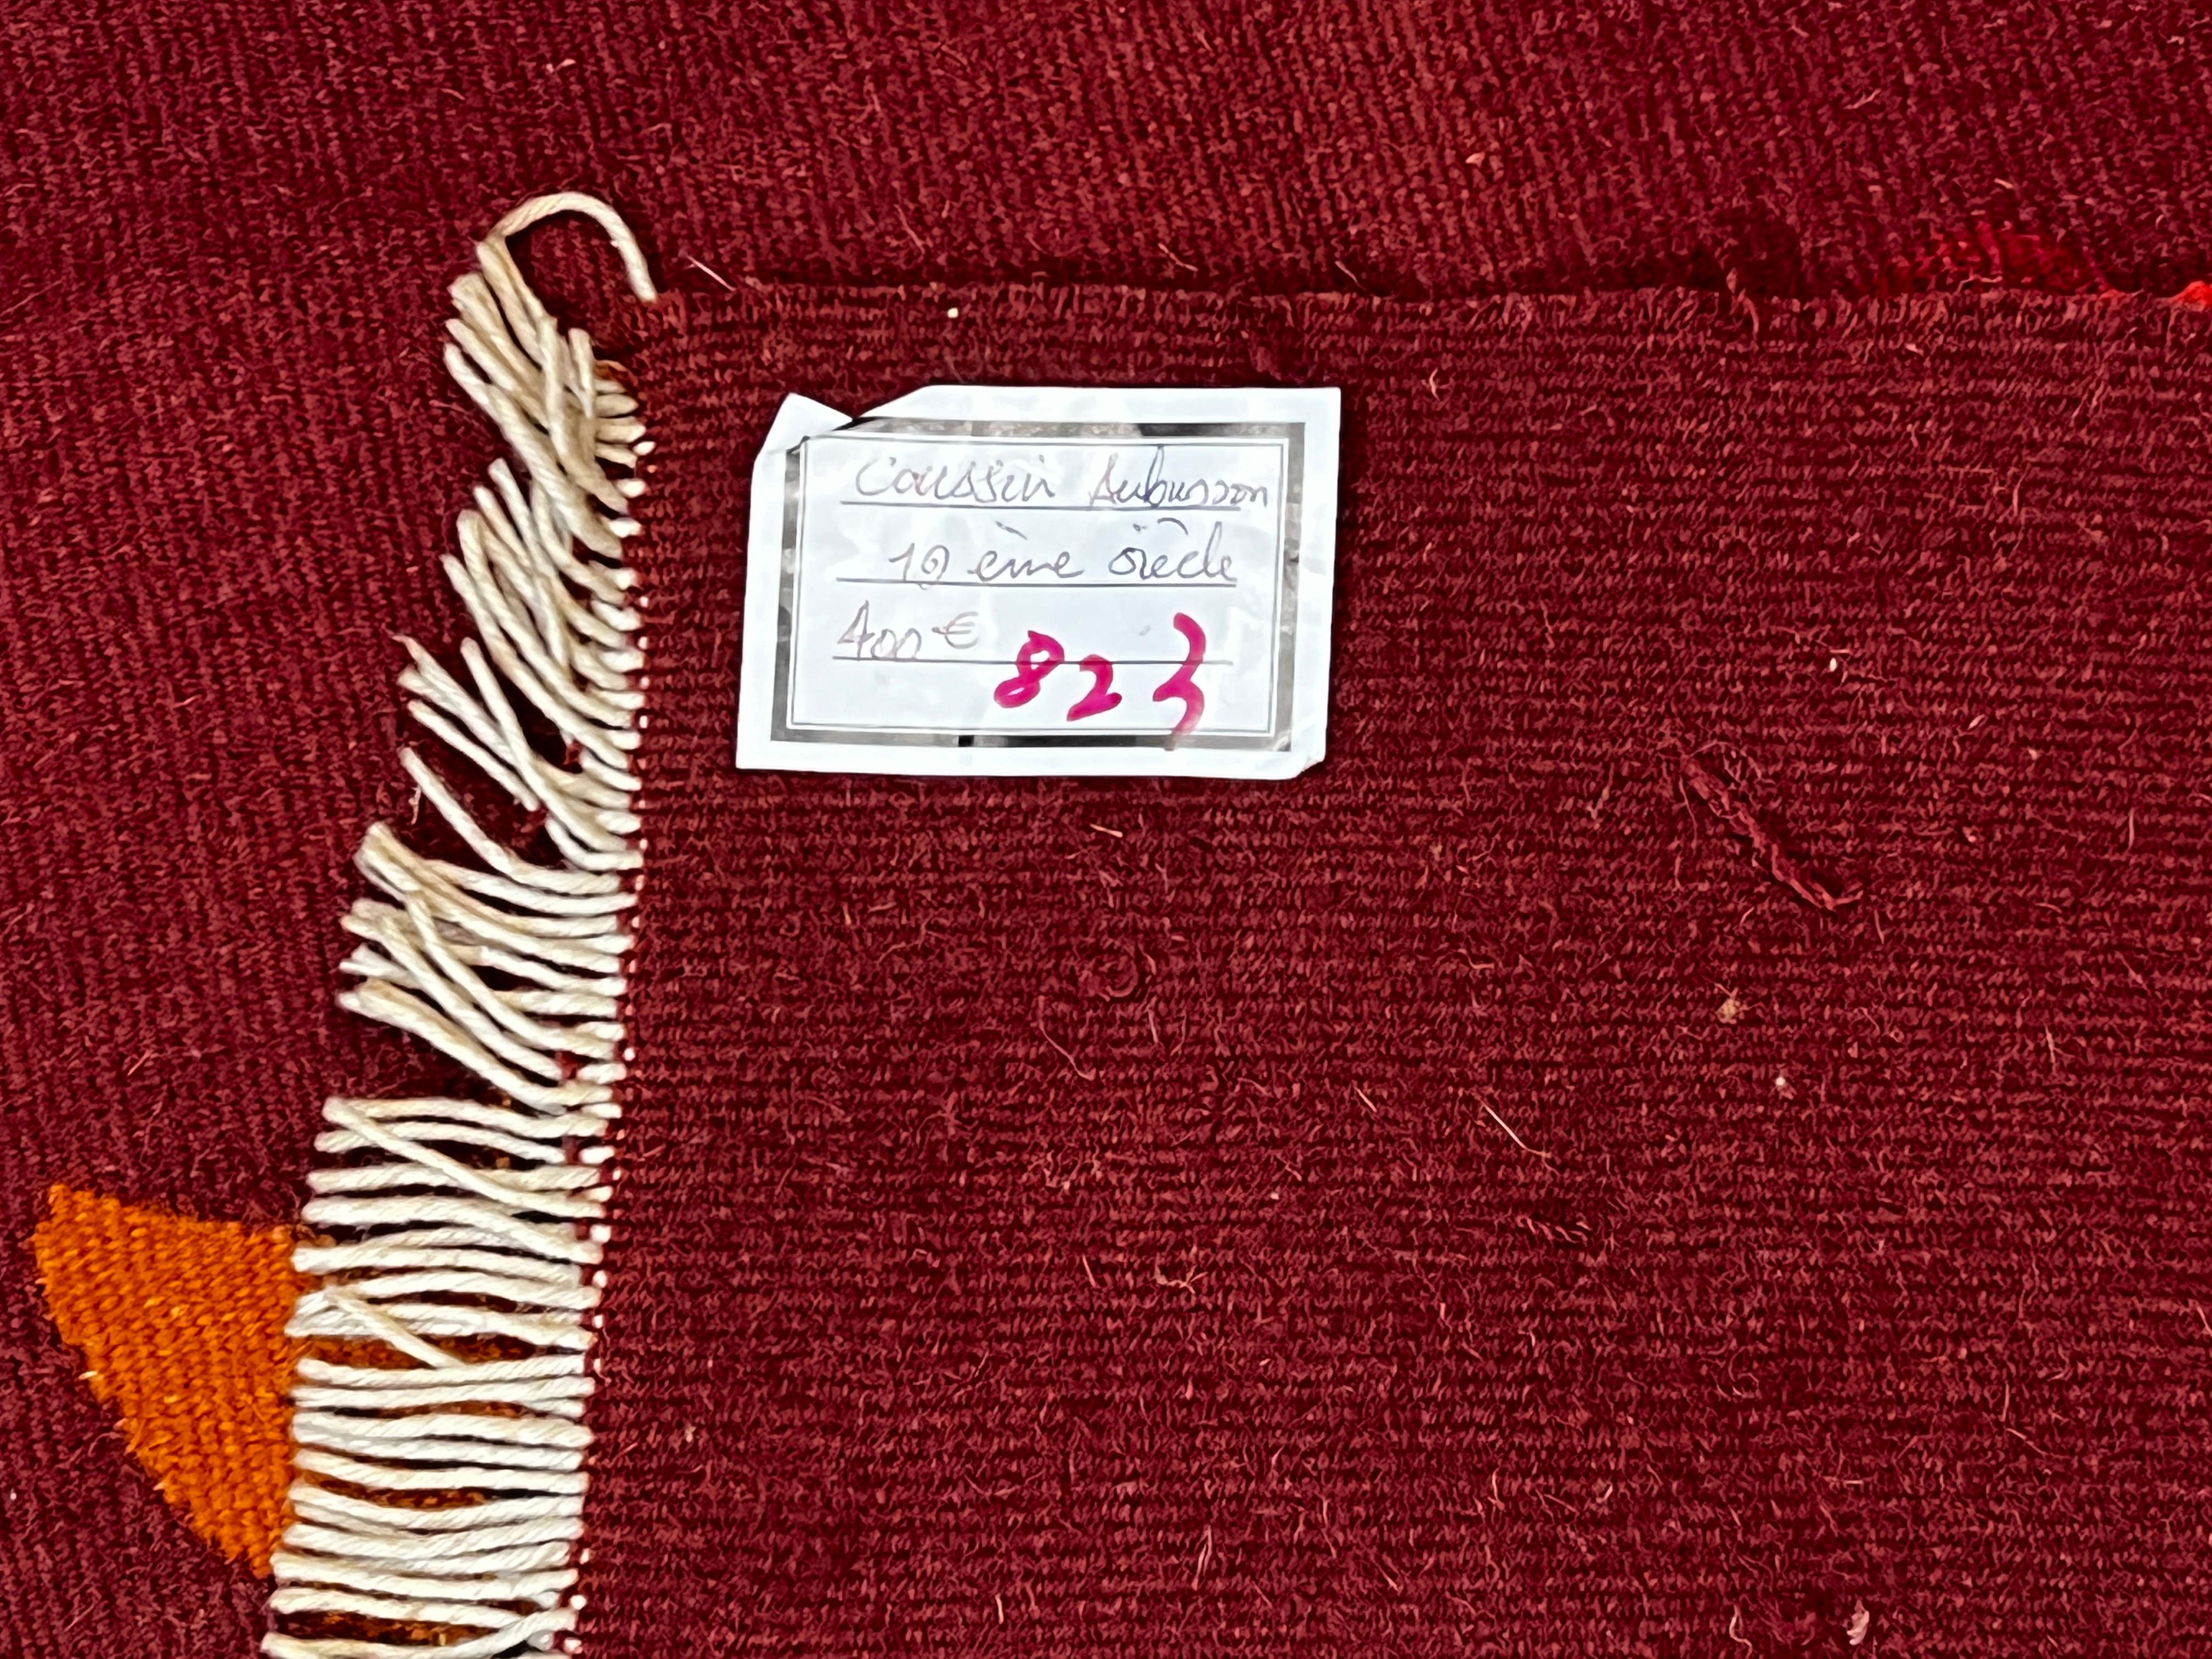 Coussin Aubusson
19 ème siècle
400 €
823